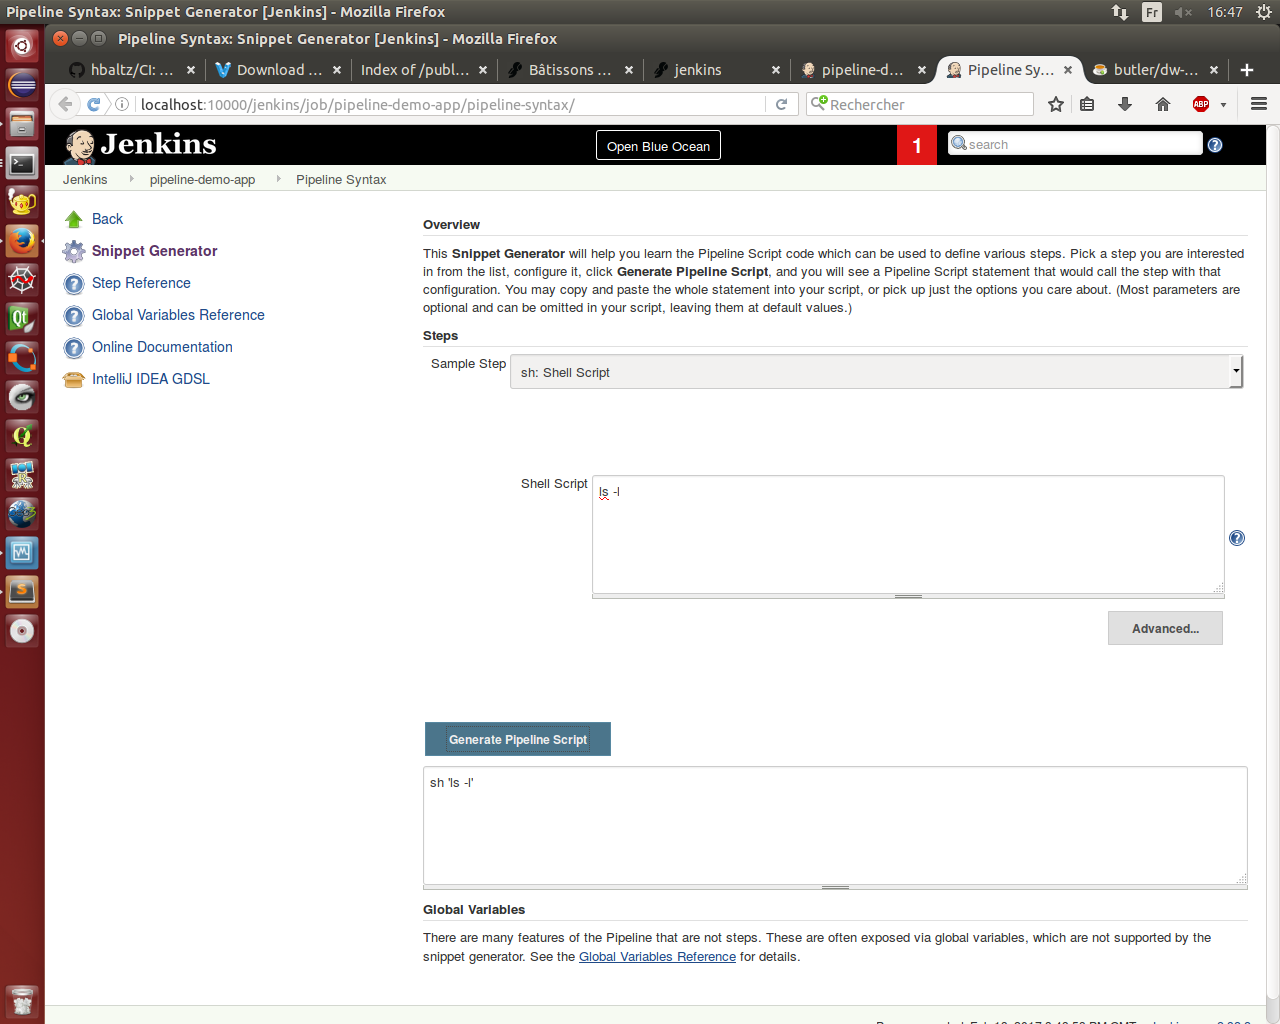 Pipeline Syntax: Snippet Generator [Jenkins] - Mozilla Firefox
Fr
16:47
Pipeline Syntax: Snippet Generator [Jenkins] - Mozilla Firefox
hbaltz/CI: ...
Download ...
Index of /publ...
Bâtissons ...
jenkins
pipeline-d...
Pipeline Sy...
butler/dw-...
localhost:10000/jenkins/job/pipeline-demo-app/pipeline-syntax/
Rechercher
ABP
Jenkins
Open Blue Ocean
1
search
Jenkins
pipeline-demo-app
Pipeline Syntax
Back
Snippet Generator
Step Reference
Global Variables Reference
Online Documentation
IntelliJ IDEA GDSL
Overview
This Snippet Generator will help you learn the Pipeline Script code which can be used to define various steps. Pick a step you are interested
in from the list, configure it, click Generate Pipeline Script, and you will see a Pipeline Script statement that would call the step with that
configuration. You may copy and paste the whole statement into your script, or pick up just the options you care about. (Most parameters are
optional and can be omitted in your script, leaving them at default values.)
Steps
Sample Step
sh: Shell Script
Shell Script
ls -l
Advanced...
Generate Pipeline Script
sh 'ls -l'
Global Variables
There are many features of the Pipeline that are not steps. These are often exposed via global variables, which are not supported by the
snippet generator. See the Global Variables Reference for details.